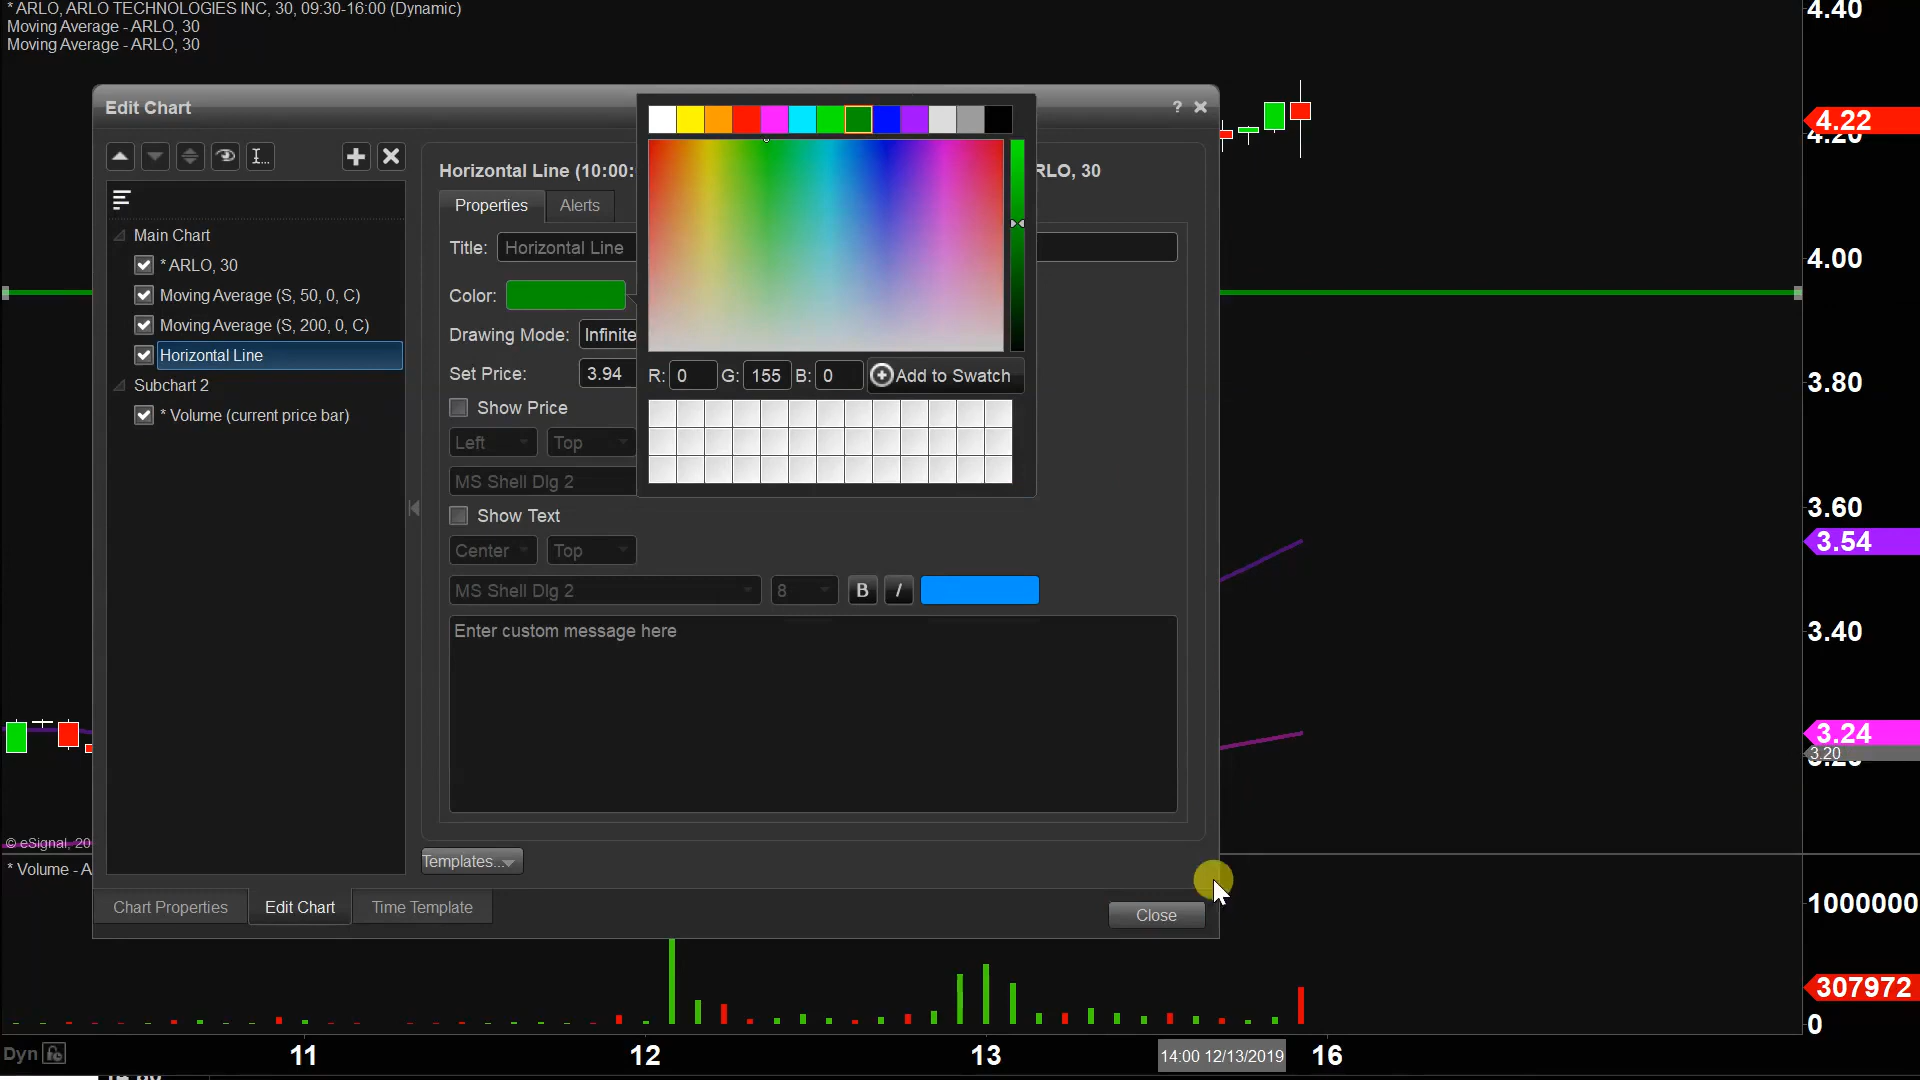 * ARLO, ARLO TECHNOLOGIES INC, 30, 09:30-16:00 (Dynamic)
Moving Average - ARLO, 30
Moving Average - ARLO, 30
4.40
Edit Chart
?
4.22
4.20
Horizontal Line (10:00:
RLO, 30
Properties
Alerts
Title:
Horizontal Line
Main Chart
* ARLO, 30
4.00
Moving Average (S, 50, 0, C)
Color:
Moving Average (S, 200, 0, C)
Drawing Mode:
Infinite
Horizontal Line
Set Price:
3.94
R: 0 G: 155 B: 0
Add to Swatch
3.80
Subchart 2
* Volume (current price bar)
Show Price
Left
Top
MS Shell Dlg 2
3.60
Show Text
3.54
Center
Top
MS Shell Dlg 2
8
B
I
Enter custom message here
3.40
3.24
3.20
3.20
© eSignal, 20
* Volume - A
Templates...
Chart Properties
Edit Chart
Time Template
Close
1000000
307972
0
Dyn
11
12
13
14:00 12/13/2019
16